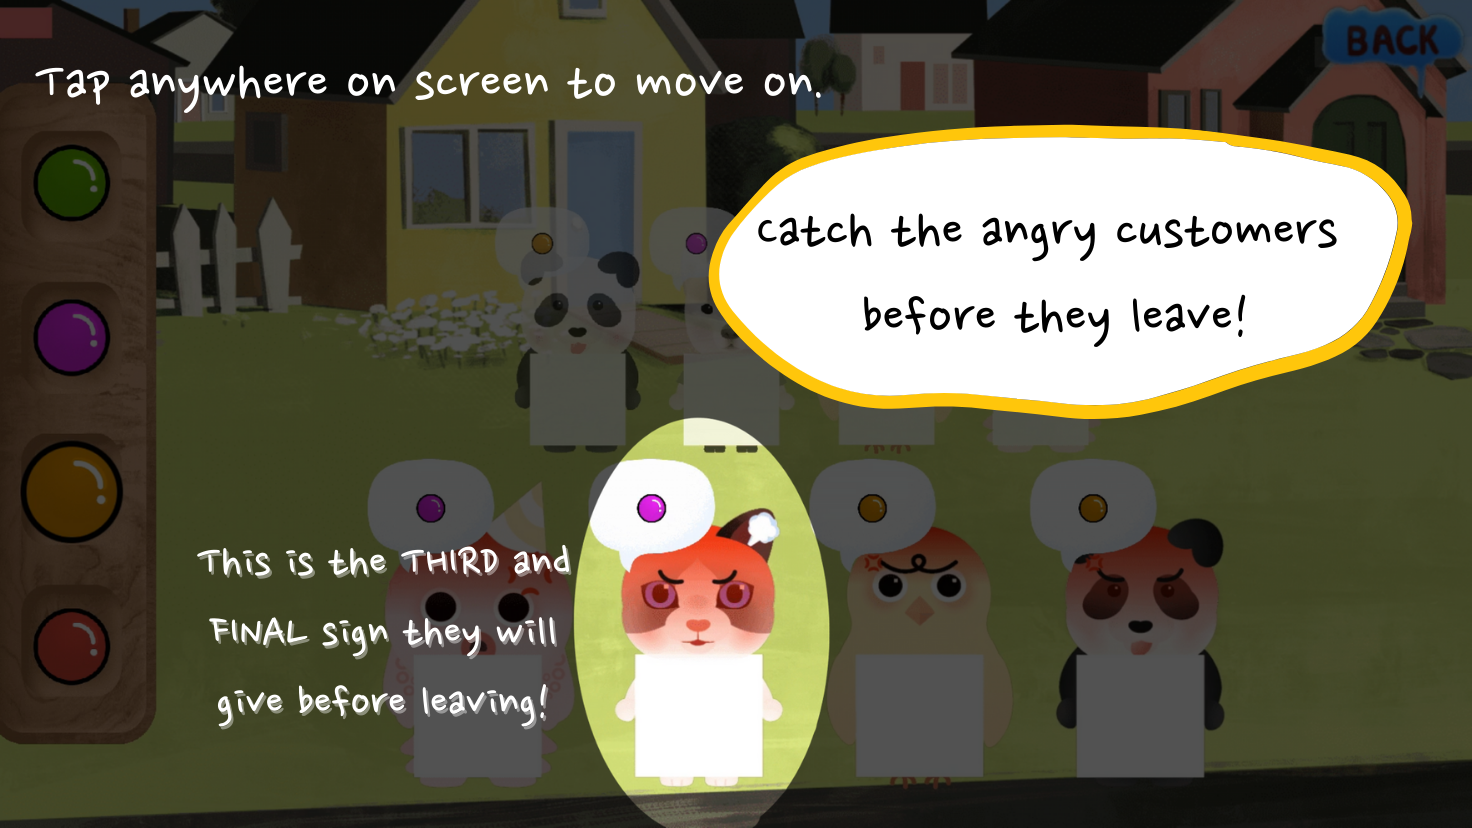 BACK
Tap anywhere on screen to move on.
catch the angry customers
before they leave!
This is the THIRD and
FINAL sign they will
give before leaving!